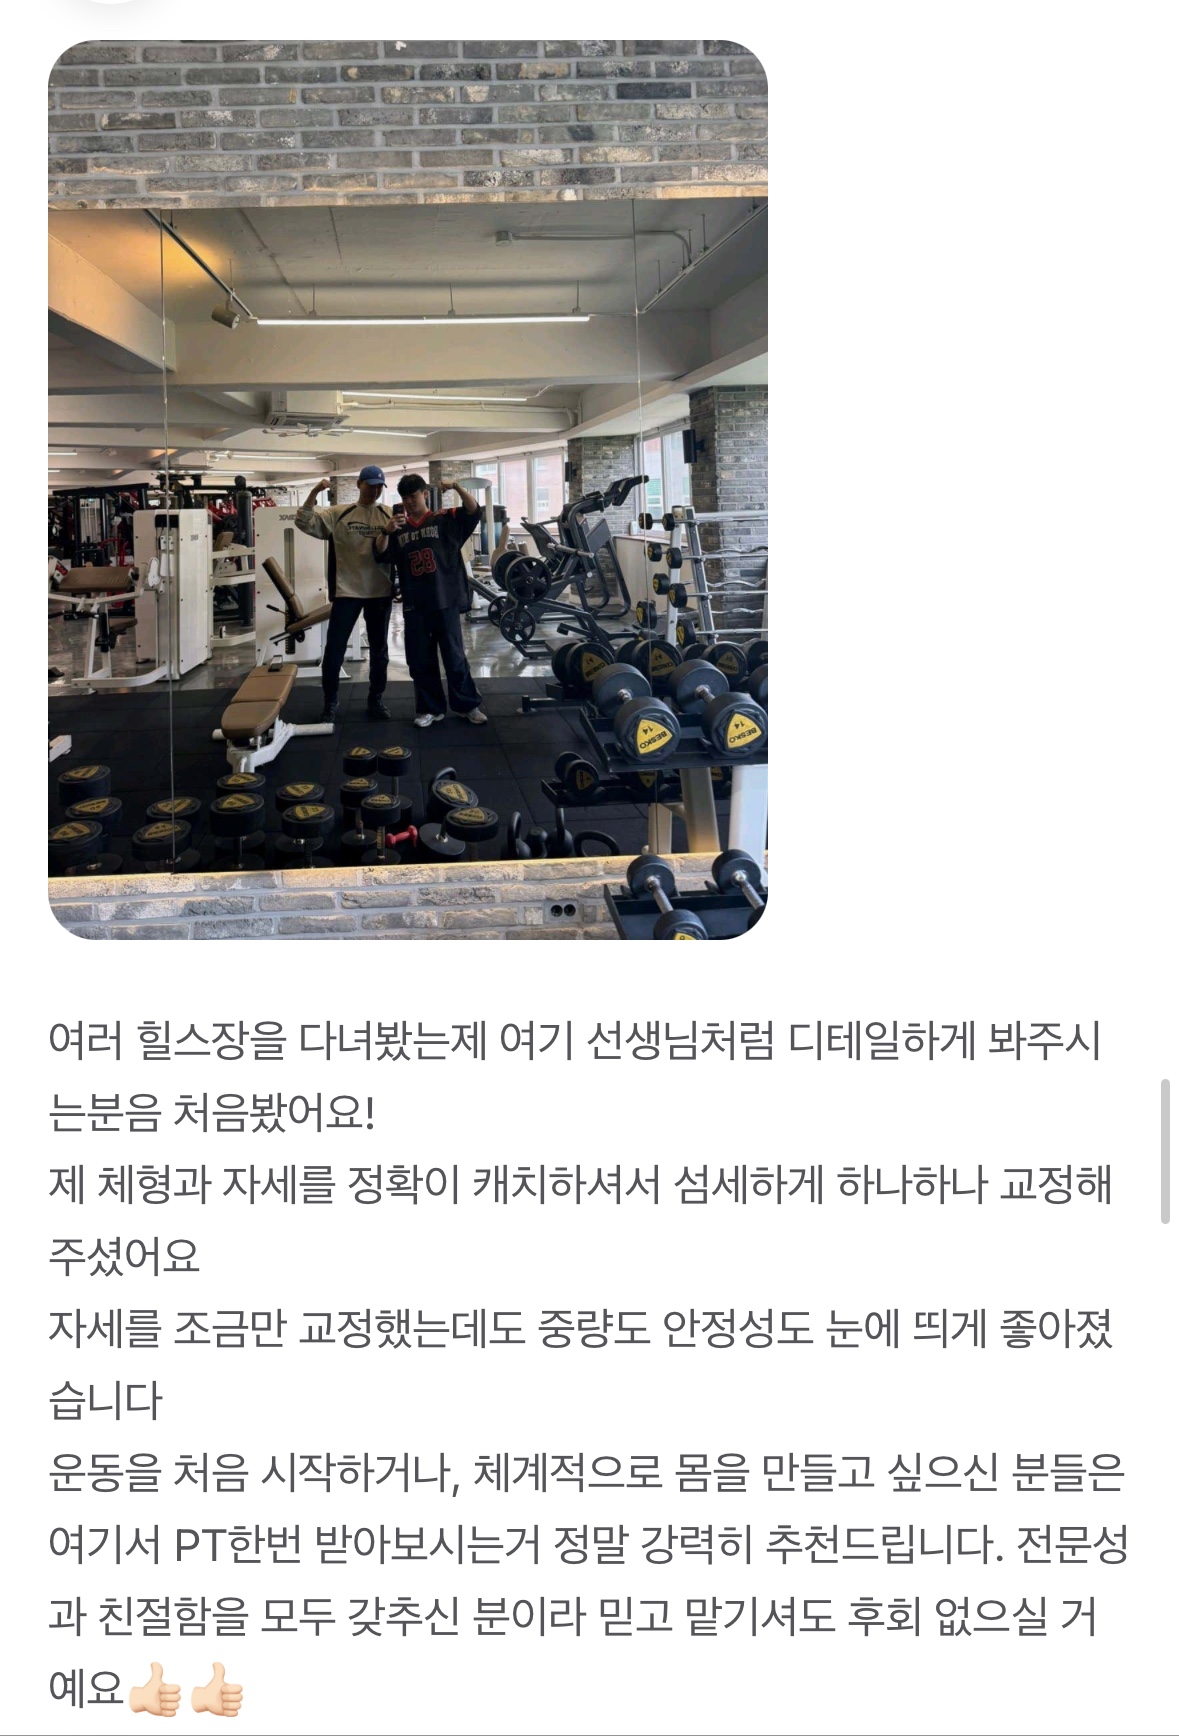 28
14
BESKO
14
BESKO
여러 힐스장을 다녀봤는제 여기 선생님처럼 디테일하게 봐주시
는분음 처음봤어요!
제 체형과 자세를 정확이 캐치하셔서 섬세하게 하나하나 교정해
주셨어요
자세를 조금만 교정했는데도 중량도 안정성도 눈에 띄게 좋아졌
습니다
운동을 처음 시작하거나, 체계적으로 몸을 만들고 싶으신 분들은
여기서 PT한번 받아보시는거 정말 강력히 추천드립니다. 전문성
과 친절함을 모두 갖추신 분이라 믿고 맡기셔도 후회 없으실 거
예요👍🏻👍🏻